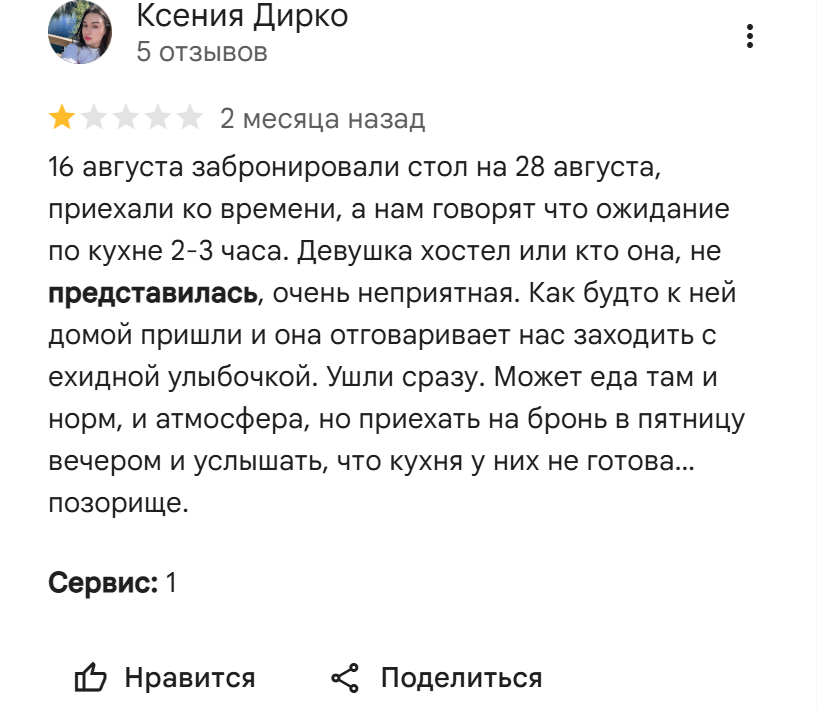 Ксения Дирко
5 отзывов
2 месяца назад
16 августа забронировали стол на 28 августа,
приехали ко времени, а нам говорят что ожидание
по кухне 2-3 часа. Девушка хостел или кто она, не
представилась, очень неприятная. Как будто к ней
домой пришли и она отговаривает нас заходить с
ехидной улыбочкой. Ушли сразу. Может еда там и
норм, и атмосфера, но приехать на бронь в пятницу
вечером и услышать, что кухня у них не готова...
позорище.
Сервис: 1
Нравится
Поделиться